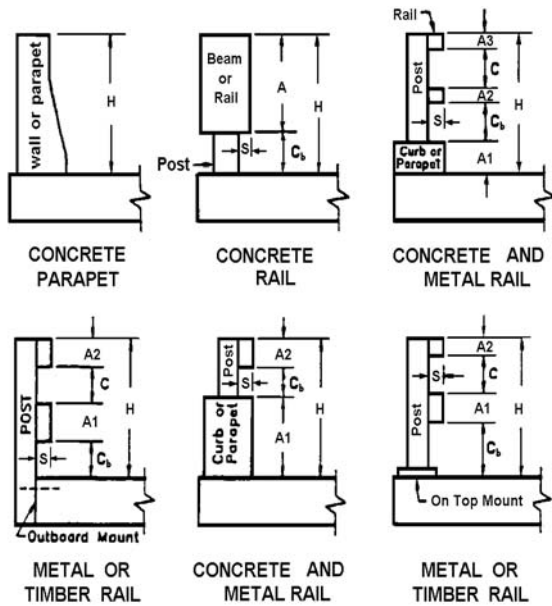 wall or parapet
H
CONCRETE
PARAPET
Beam
or
Rail
A
H
S
Cb
Post
CONCRETE
RAIL
Rail
Post
A3
C
A2
H
S
Cb
Curb or
Parapet
A1
CONCRETE AND
METAL RAIL
POST
A2
C
A1
H
S
Cb
Outboard Mount
METAL OR
TIMBER RAIL
Post
A2
S
Cb
H
Curb or
Parapet
A1
CONCRETE AND
METAL RAIL
Post
A2
S
C
A1
H
Cb
On Top Mount
METAL OR
TIMBER RAIL